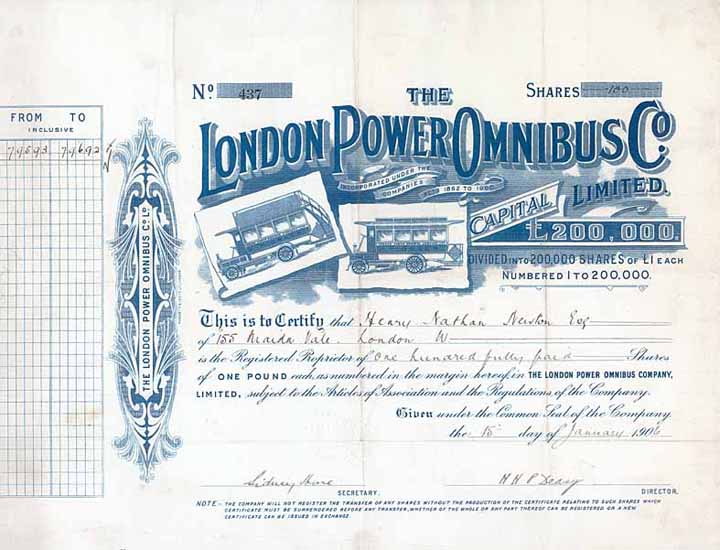 No. 437
THE
SHARES 100
LONDON POWER OMNIBUS Co.
LIMITED.
INCORPORATED UNDER THE
COMPANIES ACTS 1862 TO 1900
CAPITAL
£200,000.
DIVIDED INTO 200,000 SHARES OF £1 EACH
NUMBERED 1 TO 200,000.
FROM TO
INCLUSIVE
74593 74692
THE LONDON POWER OMNIBUS Co. Ld.
This is to Certify that Henry Nathan Newton Esq
of 155 Maida Vale. London W
is the Registered Proprietor of One hundred fully paid Shares
of ONE POUND each, as numbered in the margin hereof, in THE LONDON POWER OMNIBUS COMPANY,
LIMITED, subject to the Articles of Association and the Regulations of the Company.
Given under the Common Seal of the Company
the 15 day of January 1906
Sidney
H H P Deasy
SECRETARY.
DIRECTOR.
NOTE.- THE COMPANY WILL NOT REGISTER THE TRANSFER OF ANY SHARES WITHOUT THE PRODUCTION OF THE CERTIFICATE RELATING TO SUCH SHARES WHICH
CERTIFICATE MUST BE SURRENDERED BEFORE ANY TRANSFER, WHETHER OF THE WHOLE OR ANY PART THEREOF CAN BE REGISTERED OR A NEW
CERTIFICATE CAN BE ISSUED IN EXCHANGE.